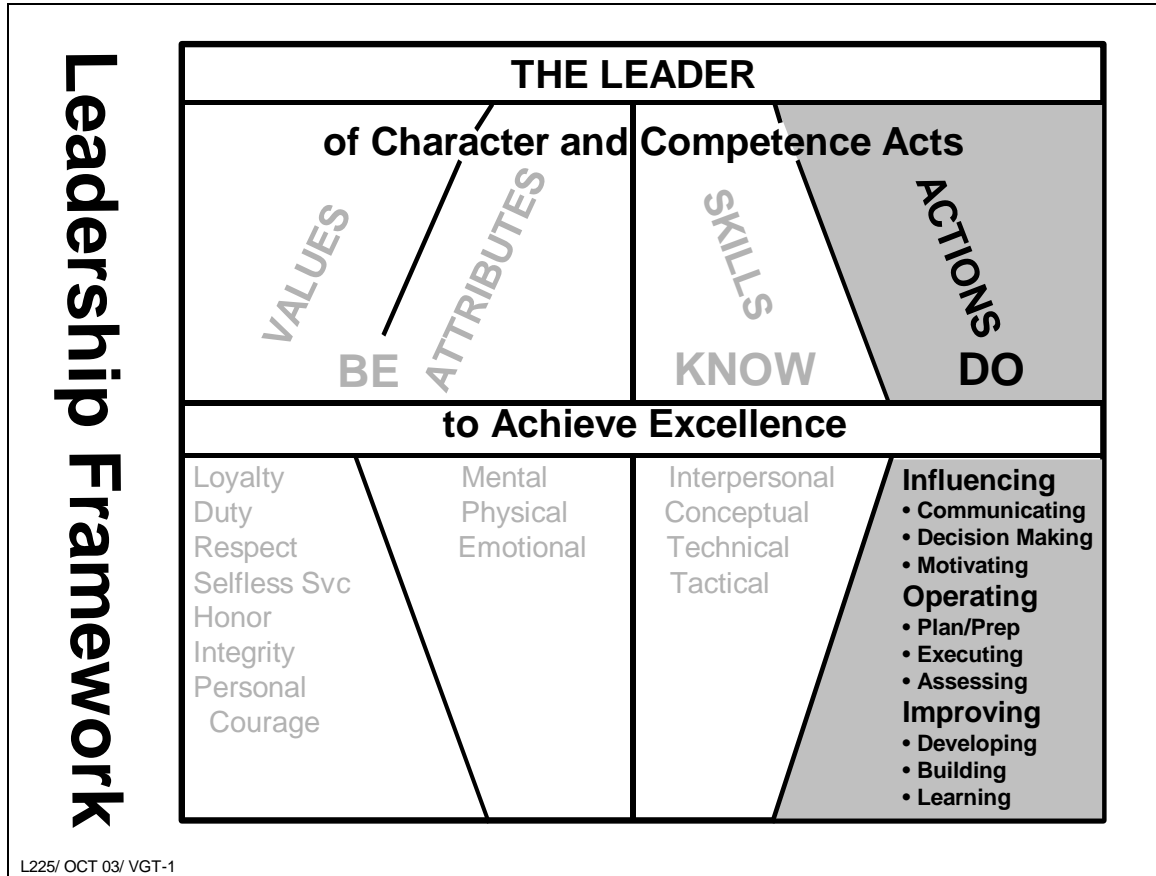 Leadership Framework
THE LEADER
of Character and Competence Acts
VALUES
ATTRIBUTES
SKILLS
ACTIONS
BE
KNOW
DO
to Achieve Excellence
Loyalty
Duty
Respect
Selfless Svc
Honor
Integrity
Personal
Courage
Mental
Physical
Emotional
Interpersonal
Conceptual
Technical
Tactical
Influencing
• Communicating
• Decision Making
• Motivating
Operating
• Plan/Prep
• Executing
• Assessing
Improving
• Developing
• Building
• Learning
L225/ OCT 03/ VGT-1